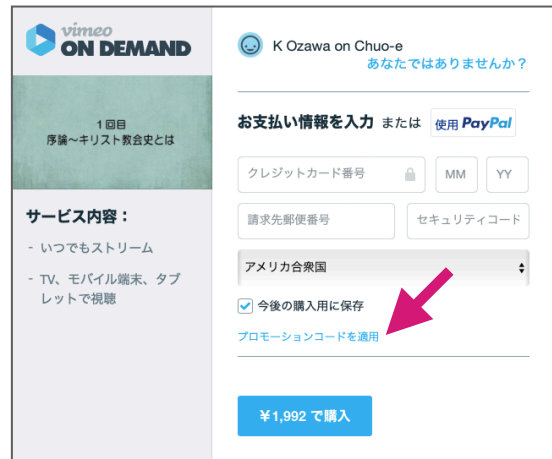 vimeo
ON DEMAND
1回目
序論～キリスト教会史とは
サービス内容：
- いつでもストリーム
- TV、モバイル端末、タブ
レットで視聴
K Ozawa on Chuo-e
あなたではありませんか？
お支払い情報を入力 または 使用 PayPal
クレジットカード番号 MM YY
請求先郵便番号 セキュリティコード
アメリカ合衆国
今後の購入用に保存
プロモーションコードを適用
¥1,992 で購入